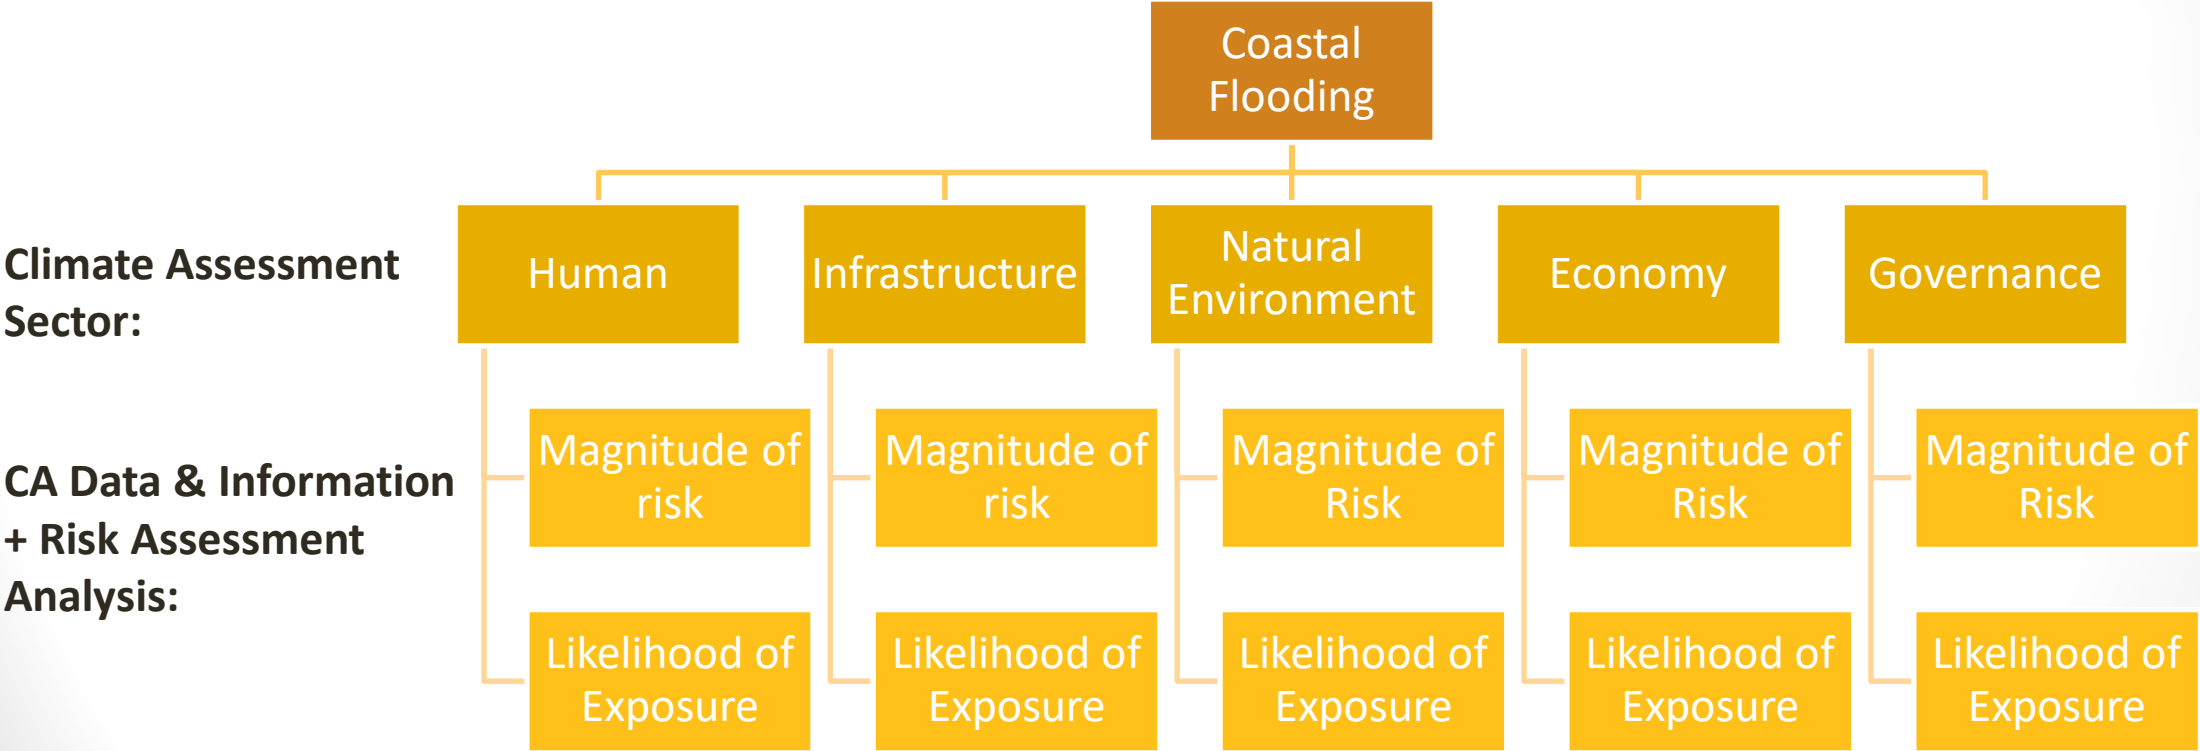 Coastal
Flooding
Climate Assessment
Sector:
Human
Infrastructure
Natural
Environment
Economy
Governance
CA Data & Information
+ Risk Assessment
Analysis:
Magnitude of
risk
Magnitude of
risk
Magnitude of
Risk
Magnitude of
Risk
Magnitude of
Risk
Likelihood of
Exposure
Likelihood of
Exposure
Likelihood of
Exposure
Likelihood of
Exposure
Likelihood of
Exposure